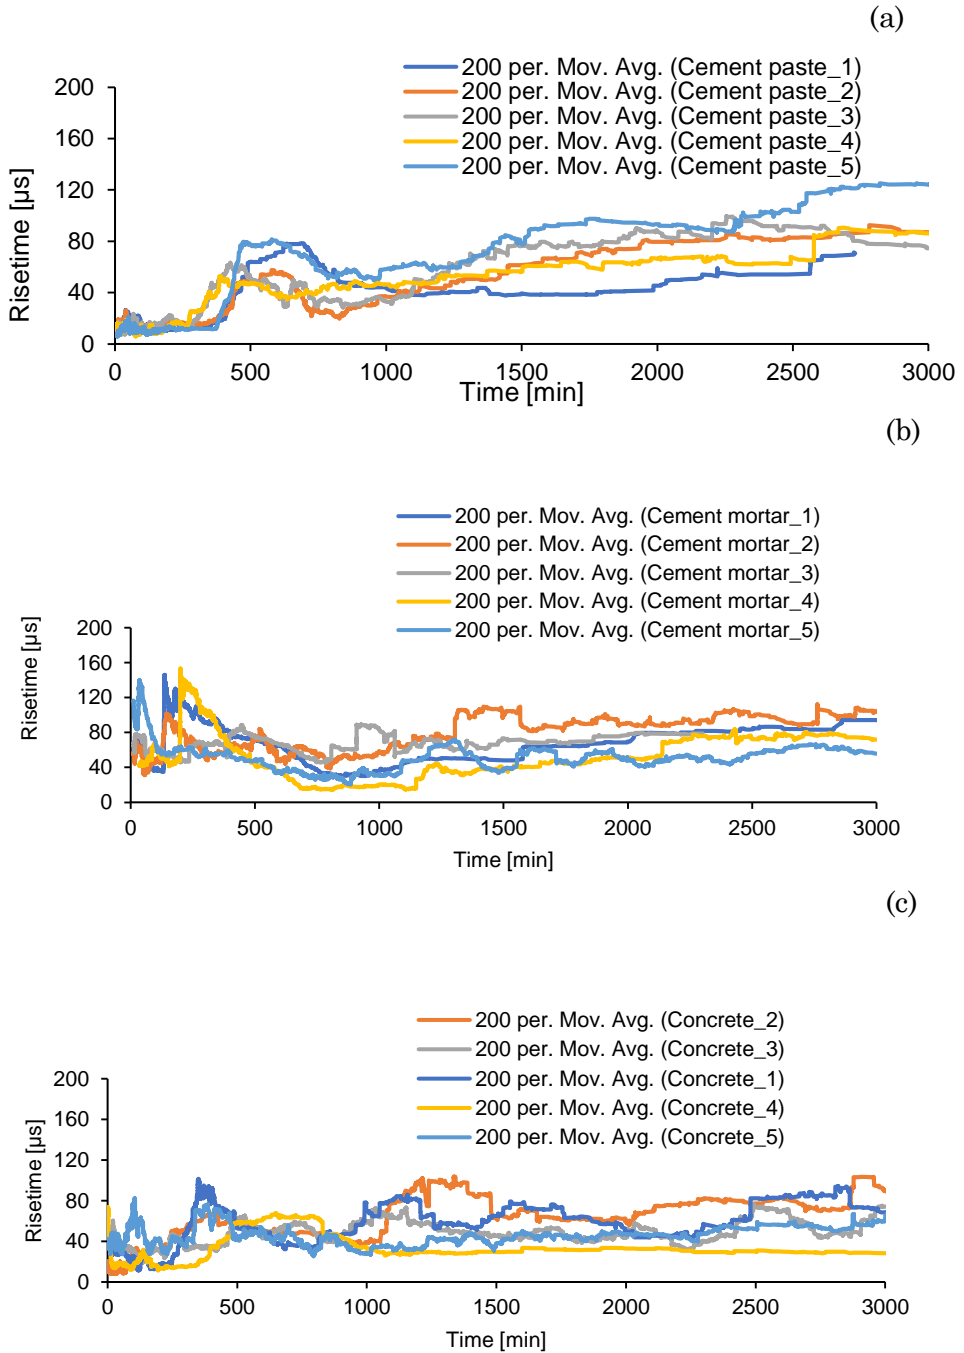 (a)
200 per. Mov. Avg. (Cement paste_1)
200 per. Mov. Avg. (Cement paste_2)
200 per. Mov. Avg. (Cement paste_3)
200 per. Mov. Avg. (Cement paste_4)
200 per. Mov. Avg. (Cement paste_5)
Risetime [µs]
200
160
120
80
40
0
0 500 1000 1500 2000 2500 3000
Time [min]
(b)
200 per. Mov. Avg. (Cement mortar_1)
200 per. Mov. Avg. (Cement mortar_2)
200 per. Mov. Avg. (Cement mortar_3)
200 per. Mov. Avg. (Cement mortar_4)
200 per. Mov. Avg. (Cement mortar_5)
Risetime [µs]
200
160
120
80
40
0
0 500 1000 1500 2000 2500 3000
Time [min]
(c)
200 per. Mov. Avg. (Concrete_2)
200 per. Mov. Avg. (Concrete_3)
200 per. Mov. Avg. (Concrete_1)
200 per. Mov. Avg. (Concrete_4)
200 per. Mov. Avg. (Concrete_5)
Risetime [µs]
200
160
120
80
40
0
0 500 1000 1500 2000 2500 3000
Time [min]